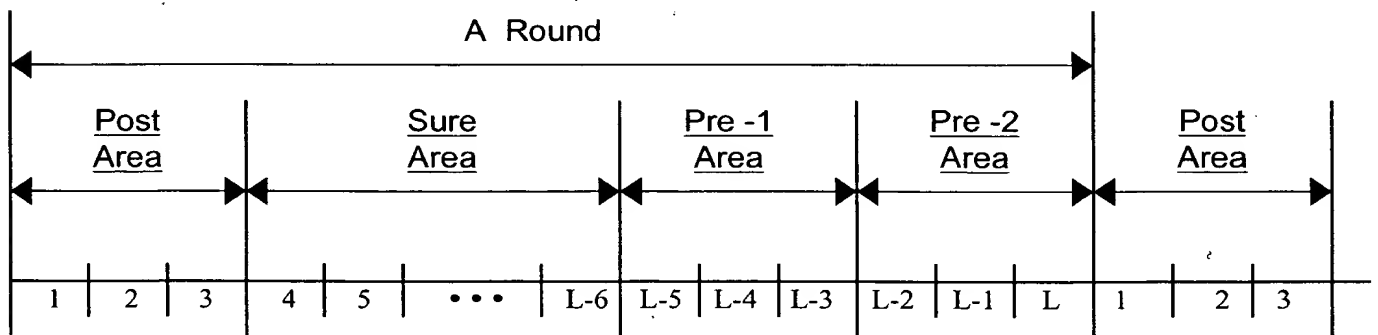 A Round
Post Area
Sure Area
Pre -1 Area
Pre -2 Area
Post Area
1 2 3 4 5 ••• L-6 L-5 L-4 L-3 L-2 L-1 L 1 2 3